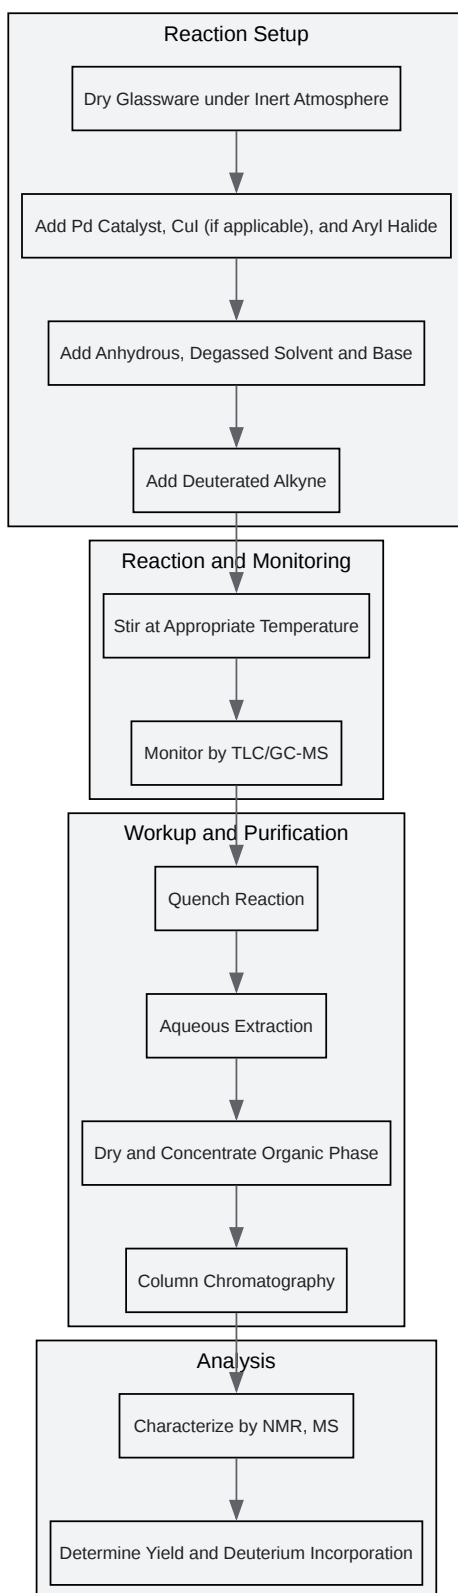 Reaction Setup
Dry Glassware under Inert Atmosphere
Add Pd Catalyst, CuI (if applicable), and Aryl Halide
Add Anhydrous, Degassed Solvent and Base
Add Deuterated Alkyne
Reaction and Monitoring
Stir at Appropriate Temperature
Monitor by TLC/GC-MS
Workup and Purification
Quench Reaction
Aqueous Extraction
Dry and Concentrate Organic Phase
Column Chromatography
Analysis
Characterize by NMR, MS
Determine Yield and Deuterium Incorporation